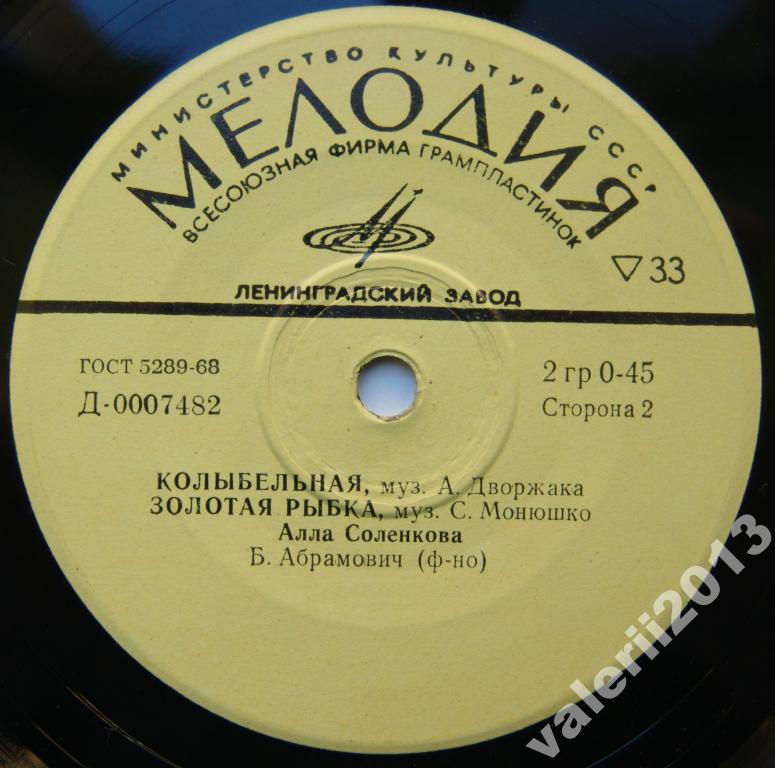 МИНИСТЕРСТВО КУЛЬТУРЫ СССР
МЕЛОДИЯ
ВСЕСОЮЗНАЯ ФИРМА ГРАМПЛАСТИНОК
▽33
ЛЕНИНГРАДСКИЙ ЗАВОД
ГОСТ 5289-68
Д-0007482
2 гр 0-45
Сторона 2
КОЛЫБЕЛЬНАЯ, муз. А. Дворжака
ЗОЛОТАЯ РЫБКА, муз. С. Монюшко
Алла Соленкова
Б. Абрамович (ф-но)
valerii2013